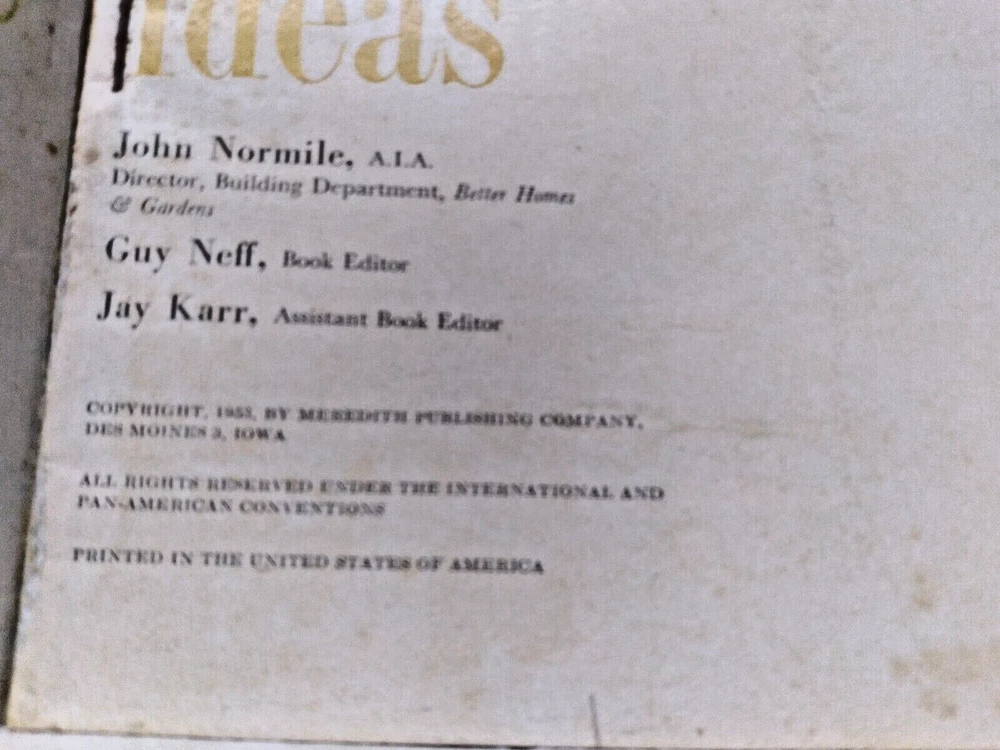 ideas
John Normile, A.I.A.
Director, Building Department, Better Homes
& Gardens
Guy Neff, Book Editor
Jay Karr, Assistant Book Editor
COPYRIGHT, BY MEREDITH PUBLISHING COMPANY,
DES MOINES 3, IOWA
ALL RIGHTS RESERVED UNDER THE INTERNATIONAL AND
PAN-AMERICAN CONVENTIONS
PRINTED IN THE UNITED STATES OF AMERICA